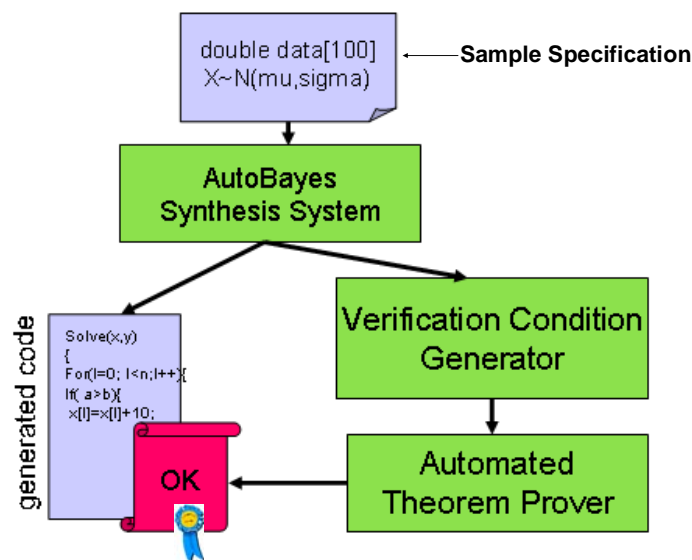 double data[100]
X~N(mu,sigma)
Sample Specification
AutoBayes
Synthesis System
generated code
Solve(x,y)
{
For(I=0; I<n;I++){
If( a>b){
x[I]=x[I]+10;
Verification Condition
Generator
Automated
Theorem Prover
OK